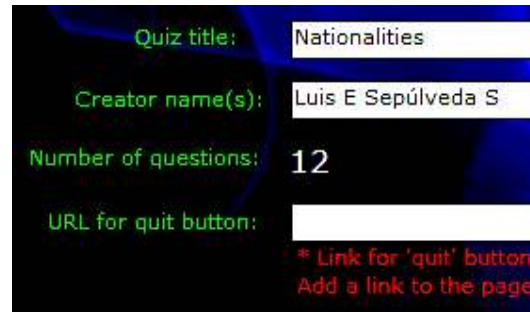 Quiz title: Nationalities
Creator name(s): Luis E Sepúlveda S
Number of questions: 12
URL for quit button:
* Link for 'quit' button
Add a link to the page